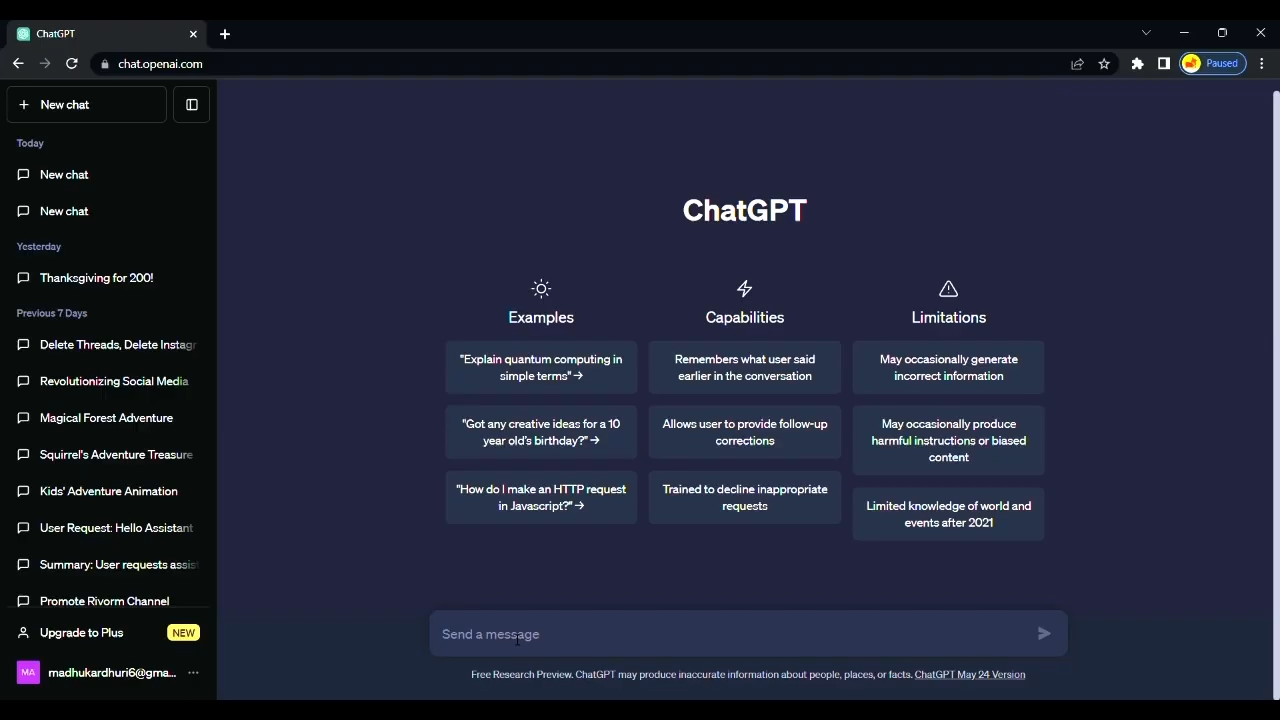 ChatGPT
chat.openai.com
Paused
New chat
Today
New chat
New chat
Yesterday
Thanksgiving for 200!
Previous 7 Days
Delete Threads, Delete Instagr
Revolutionizing Social Media
Magical Forest Adventure
Squirrel's Adventure Treasure
Kids' Adventure Animation
User Request: Hello Assistant
Summary: User requests assis
Promote Rivorm Channel
Upgrade to Plus NEW
MA madhukardhuri6@gma...
ChatGPT
Examples
"Explain quantum computing in
simple terms" →
"Got any creative ideas for a 10
year old's birthday?" →
"How do I make an HTTP request
in Javascript?" →
Capabilities
Remembers what user said
earlier in the conversation
Allows user to provide follow-up
corrections
Trained to decline inappropriate
requests
Limitations
May occasionally generate
incorrect information
May occasionally produce
harmful instructions or biased
content
Limited knowledge of world and
events after 2021
Send a message
Free Research Preview. ChatGPT may produce inaccurate information about people, places, or facts. ChatGPT May 24 Version